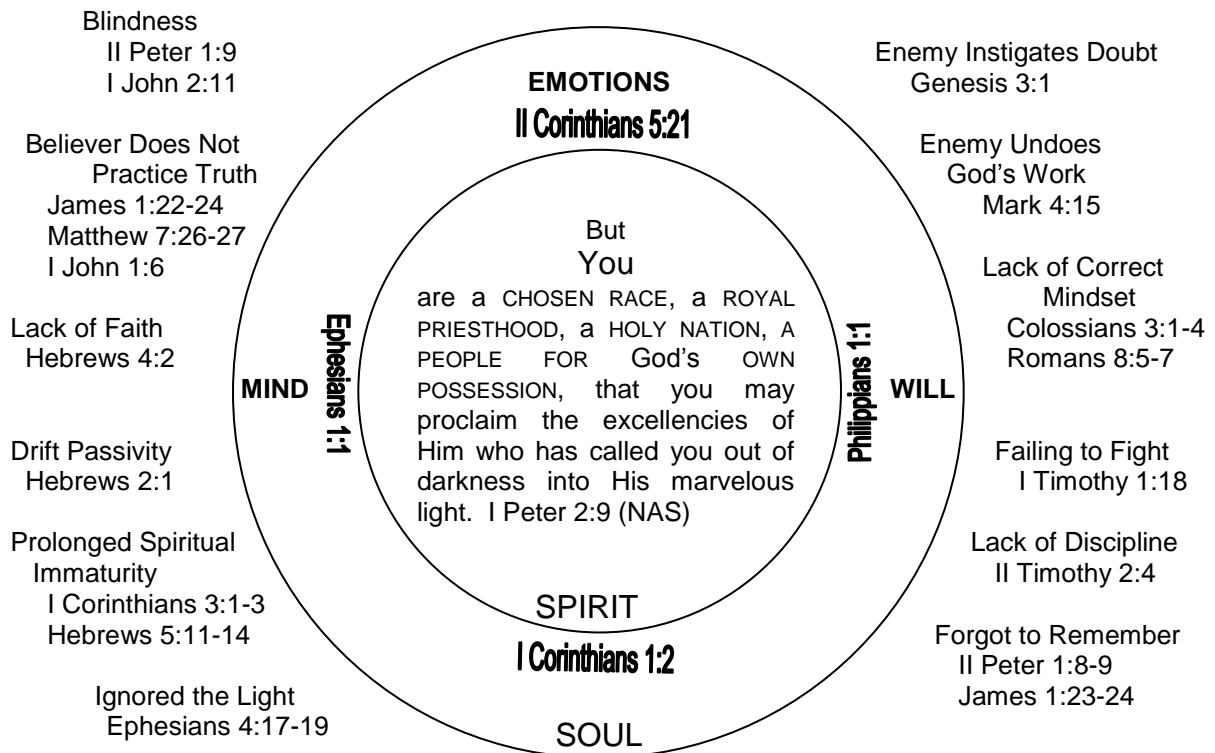 Blindness
II Peter 1:9
I John 2:11
Believer Does Not
Practice Truth
James 1:22-24
Matthew 7:26-27
I John 1:6
Lack of Faith
Hebrews 4:2
Drift Passivity
Hebrews 2:1
Prolonged Spiritual
Immaturity
I Corinthians 3:1-3
Hebrews 5:11-14
Ignored the Light
Ephesians 4:17-19
EMOTIONS
II Corinthians 5:21
MIND
Ephesians 1:1
But
You
are a CHOSEN RACE, a ROYAL
PRIESTHOOD, a HOLY NATION, A
PEOPLE FOR God's OWN
POSSESSION, that you may
proclaim the excellencies of
Him who has called you out of
darkness into His marvelous
light. I Peter 2:9 (NAS)
Philippians 1:1
WILL
SPIRIT
I Corinthians 1:2
SOUL
Enemy Instigates Doubt
Genesis 3:1
Enemy Undoes
God's Work
Mark 4:15
Lack of Correct
Mindset
Colossians 3:1-4
Romans 8:5-7
Failing to Fight
I Timothy 1:18
Lack of Discipline
II Timothy 2:4
Forgot to Remember
II Peter 1:8-9
James 1:23-24